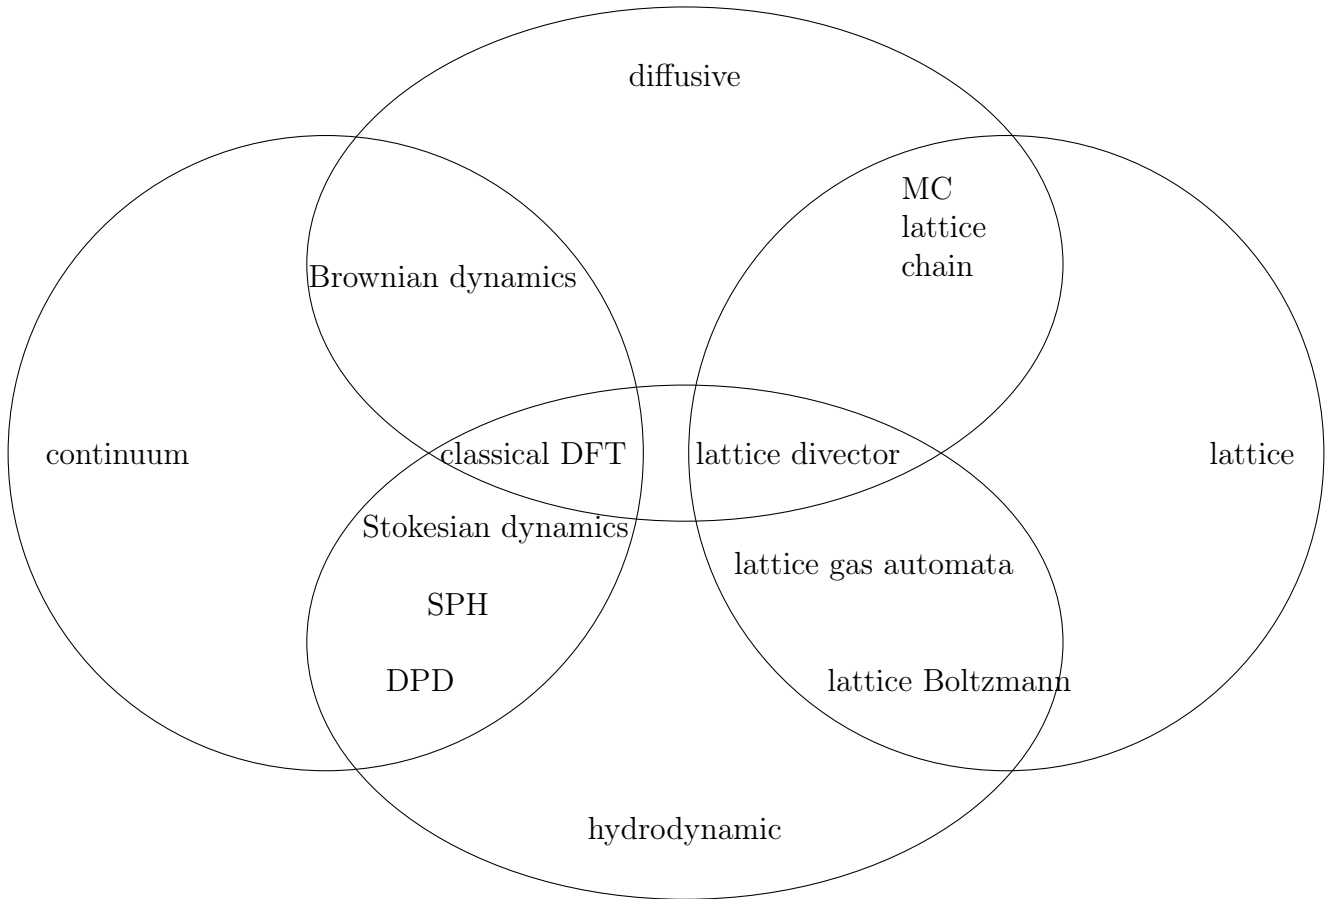 diffusive
MC
lattice
chain
Brownian dynamics
continuum
classical DFT
lattice divector
lattice
Stokesian dynamics
lattice gas automata
SPH
DPD
lattice Boltzmann
hydrodynamic